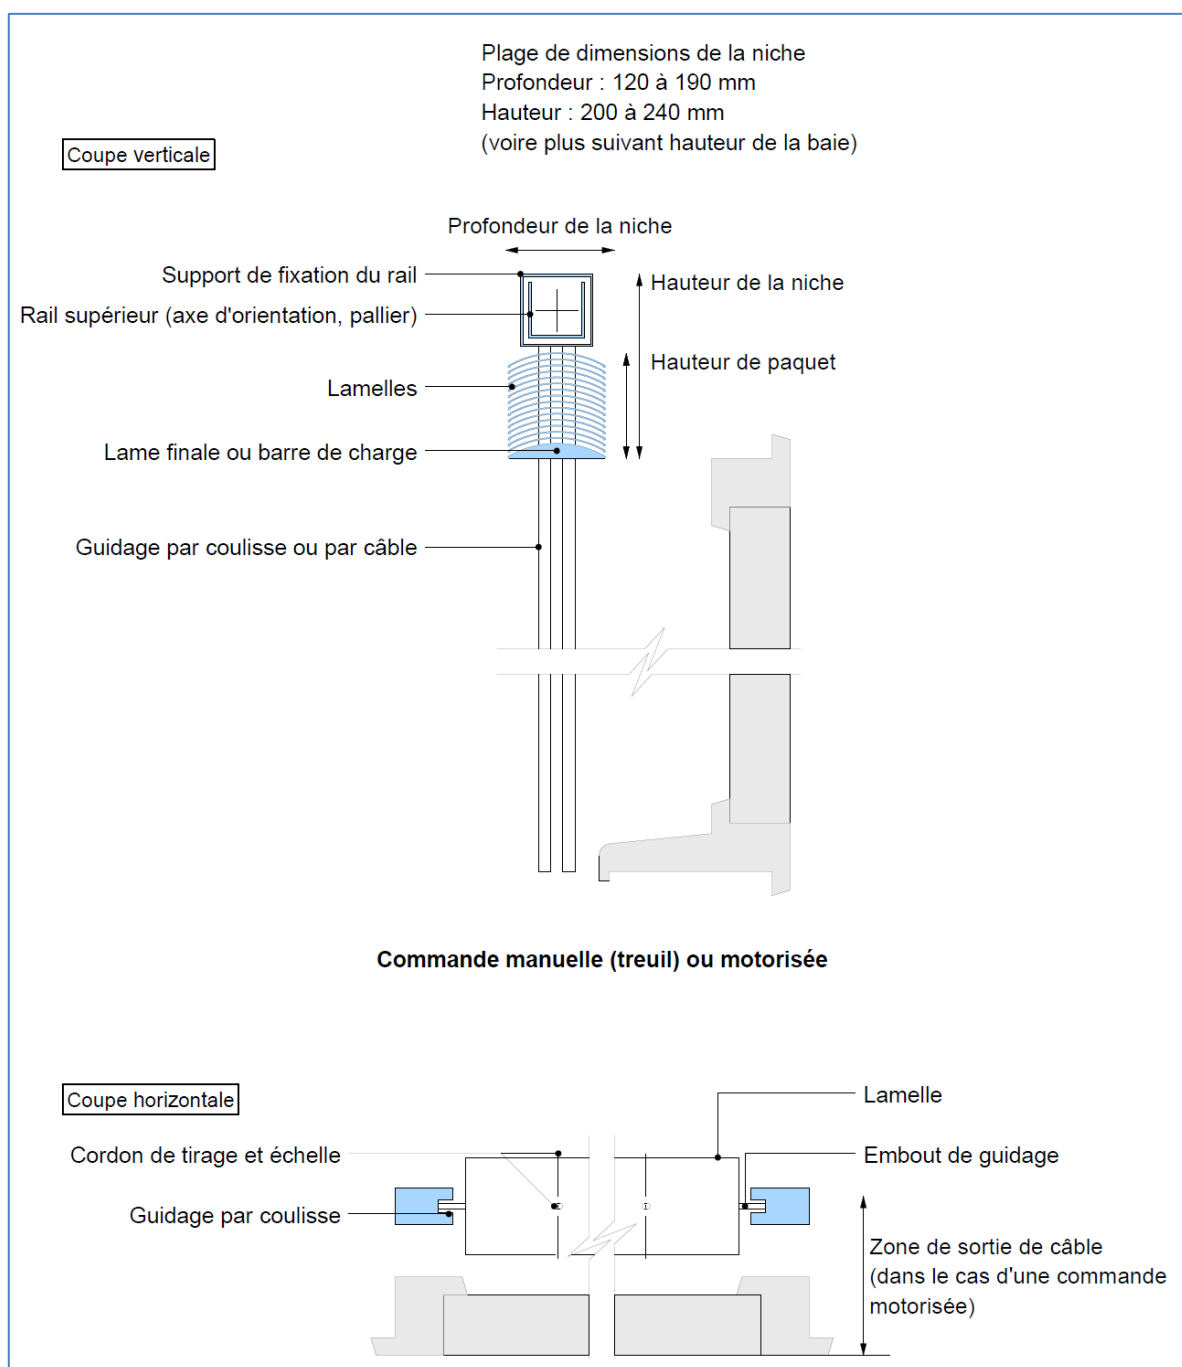 Plage de dimensions de la niche
Profondeur : 120 à 190 mm
Hauteur : 200 à 240 mm
(voire plus suivant hauteur de la baie)
Coupe verticale
Profondeur de la niche
Support de fixation du rail
Hauteur de la niche
Rail supérieur (axe d'orientation, pallier)
Hauteur de paquet
Lamelles
Lame finale ou barre de charge
Guidage par coulisse ou par câble
Commande manuelle (treuil) ou motorisée
Coupe horizontale
Lamelle
Cordon de tirage et échelle
Embout de guidage
Guidage par coulisse
Zone de sortie de câble
(dans le cas d'une commande
motorisée)